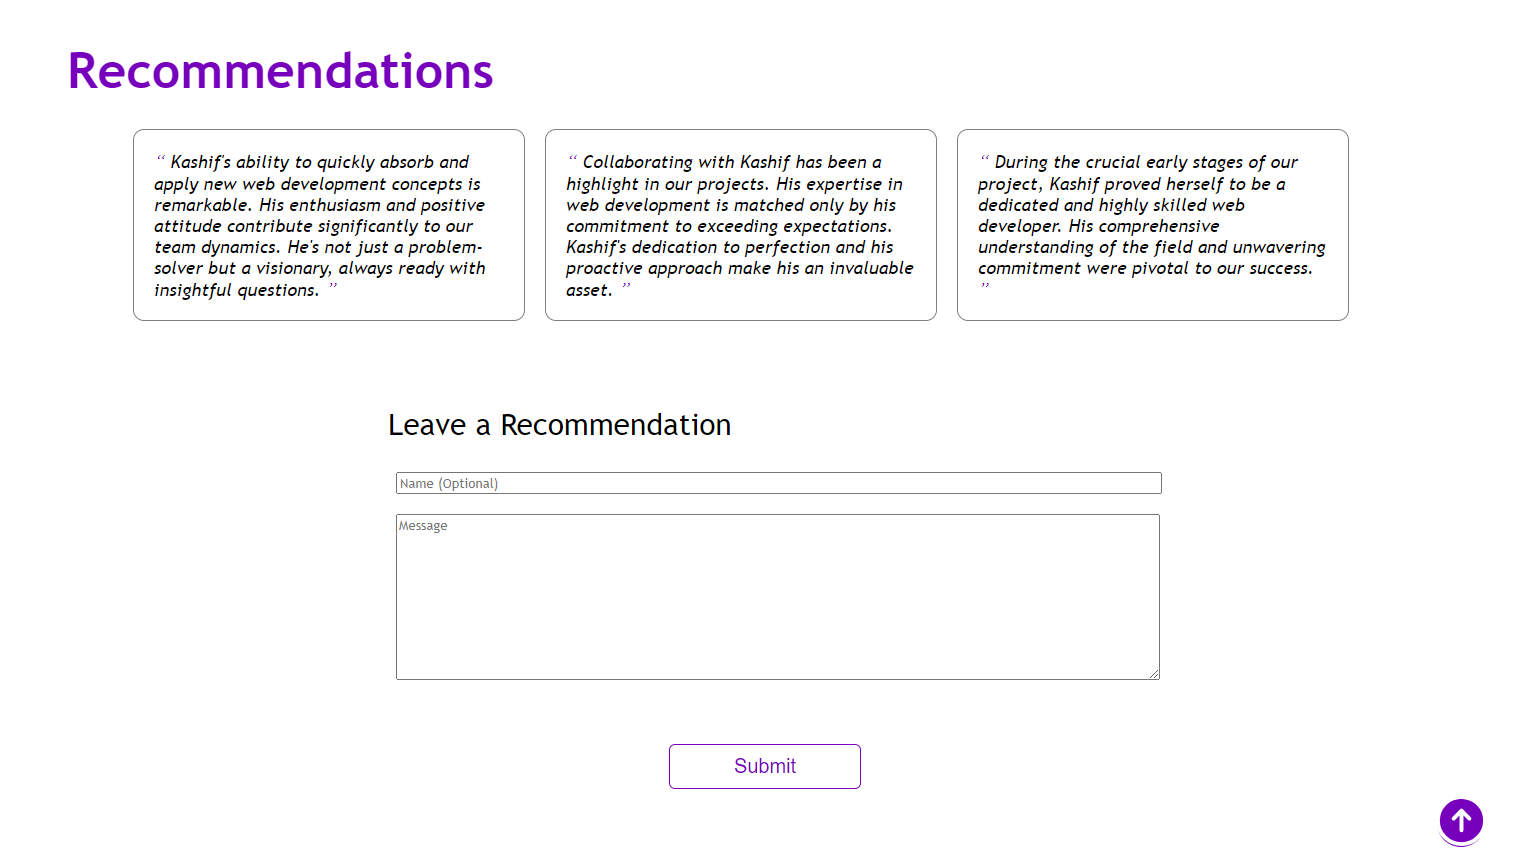 Recommendations
“ Kashif's ability to quickly absorb and
apply new web development concepts is
remarkable. His enthusiasm and positive
attitude contribute significantly to our
team dynamics. He's not just a problem-
solver but a visionary, always ready with
insightful questions. ”
“ Collaborating with Kashif has been a
highlight in our projects. His expertise in
web development is matched only by his
commitment to exceeding expectations.
Kashif's dedication to perfection and his
proactive approach make his an invaluable
asset. ”
“ During the crucial early stages of our
project, Kashif proved herself to be a
dedicated and highly skilled web
developer. His comprehensive
understanding of the field and unwavering
commitment were pivotal to our success.
”
Leave a Recommendation
Name (Optional)
Message
Submit